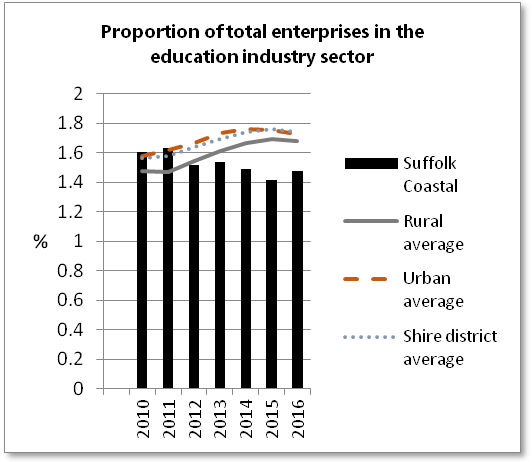 Proportion of total enterprises in the
education industry sector
2
1.8
1.6
1.4
1.2
1
0.8
0.6
0.4
0.2
0
%
2010
2011
2012
2013
2014
2015
2016
Suffolk
Coastal
Rural
average
Urban
average
Shire district
average